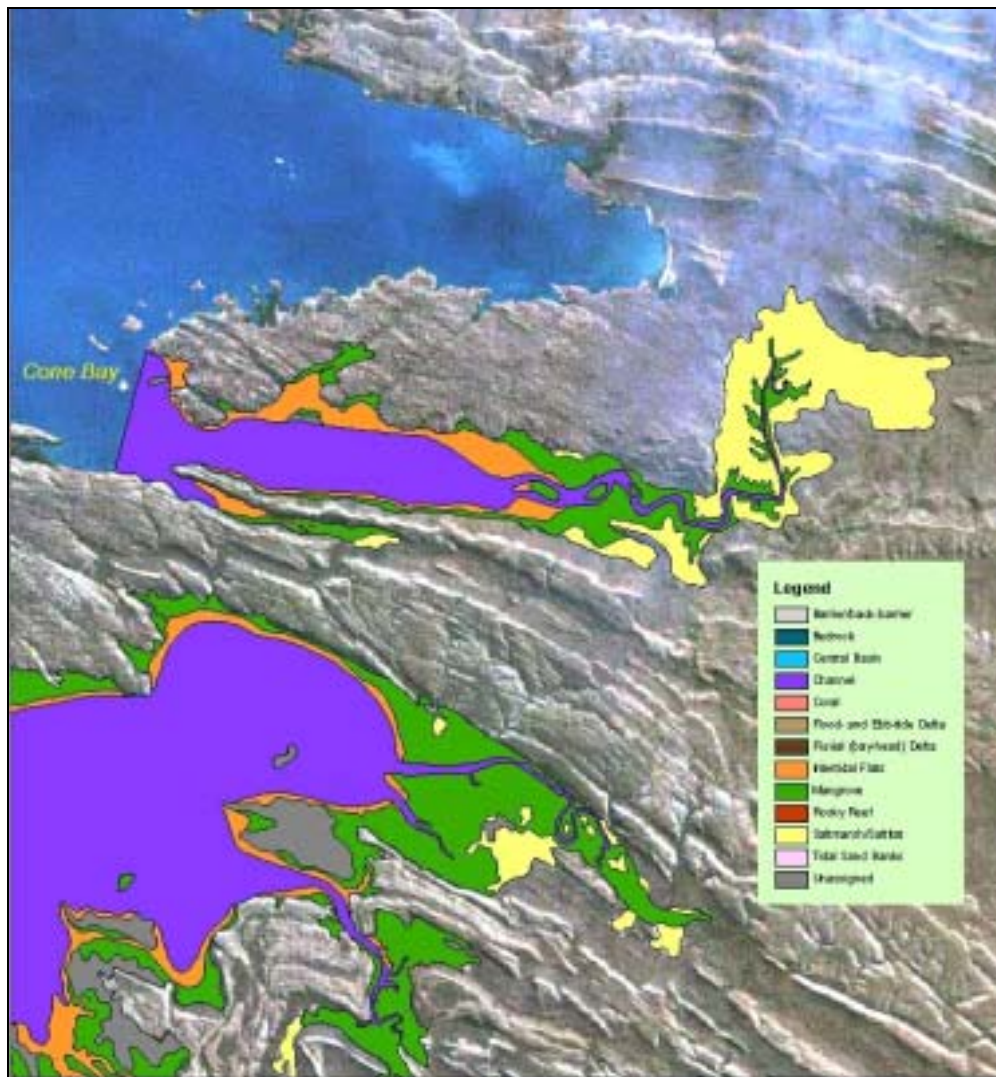 Cone Bay
Legend
Barrier/back-barrier
Bedrock
Central Basin
Channel
Coral
Flood- and Ebb-tide Delta
Fluvial (bay-head) Delta
Intertidal Flats
Mangrove
Rocky Reef
Saltmarsh/Saltflat
Tidal Sand Banks
Unassigned